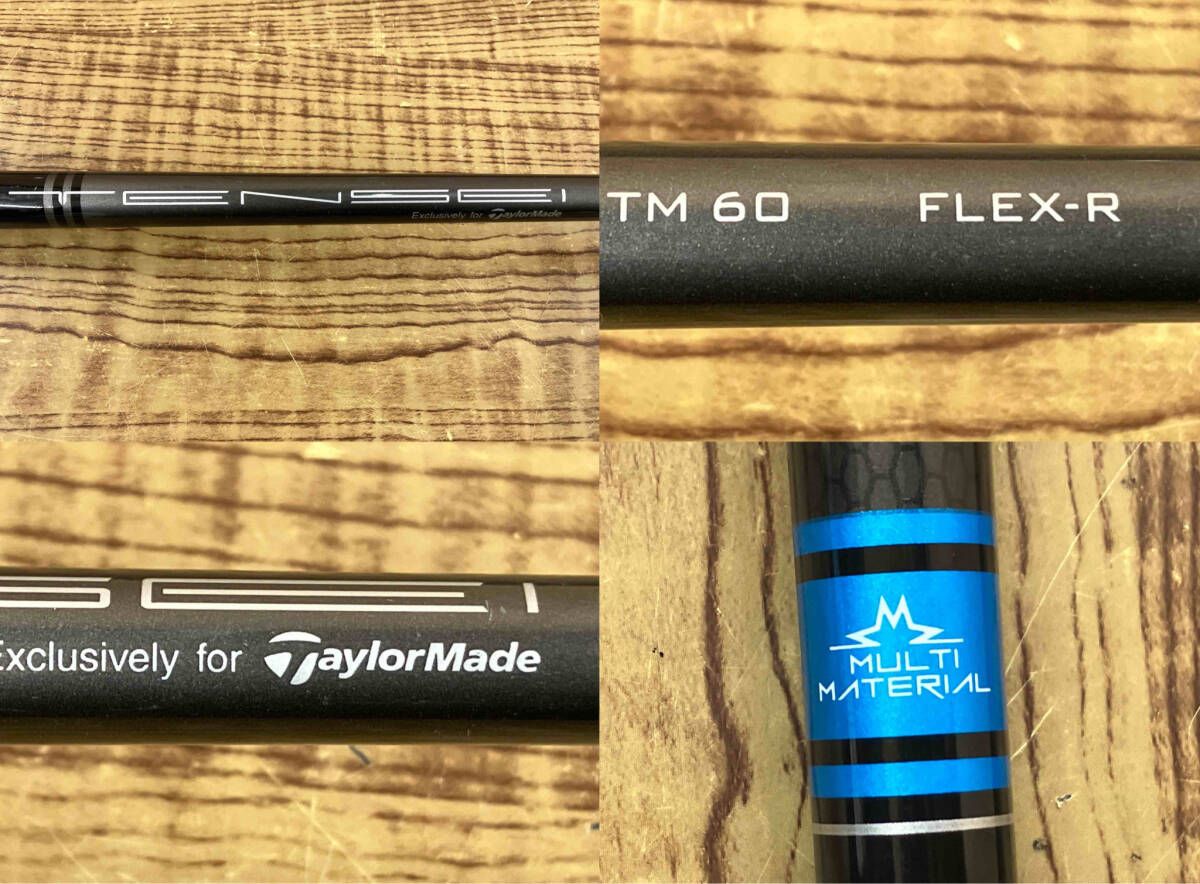 TENSEI
Exclusively for TaylorMade
TM 60 FLEX-R
SEI
Exclusively for TaylorMade
M
MULTI
MATERIAL